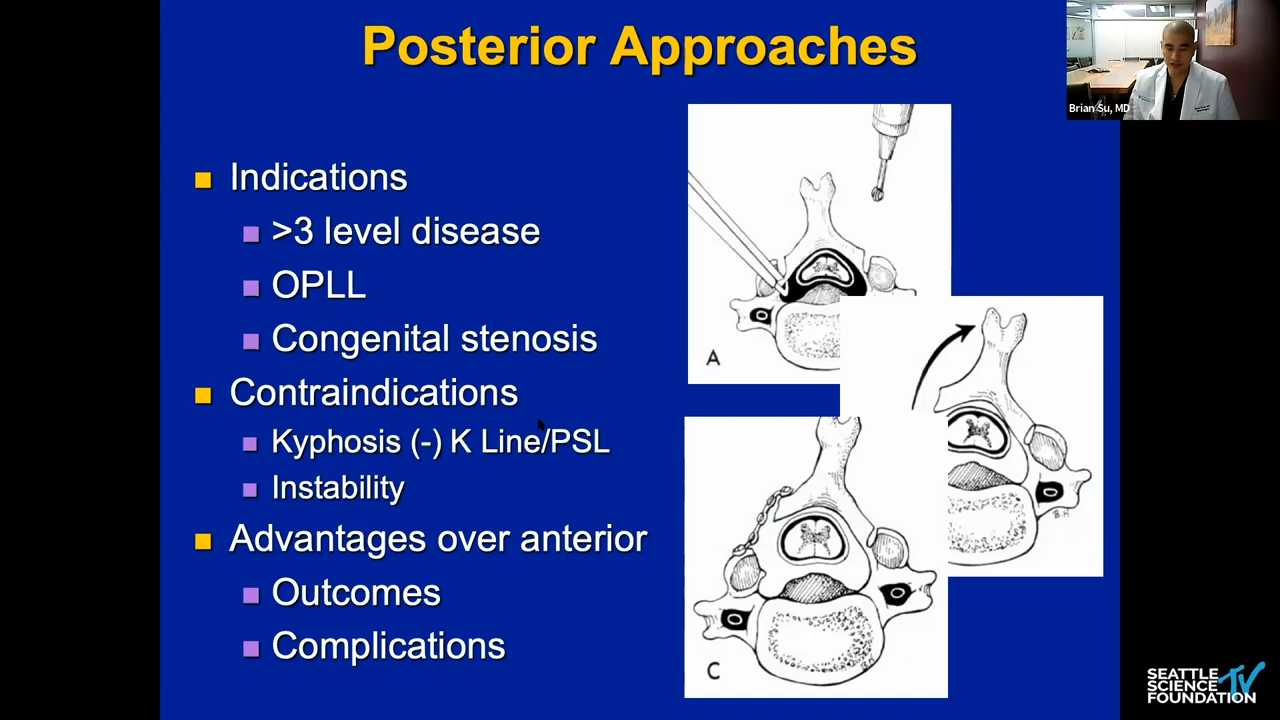 Posterior Approaches
Brian Su, MD
Indications
>3 level disease
OPLL
Congenital stenosis
Contraindications
Kyphosis (-) K Line/PSL
Instability
Advantages over anterior
Outcomes
Complications
A
B.H
C
SEATTLE
SCIENCE
FOUNDATION
TV